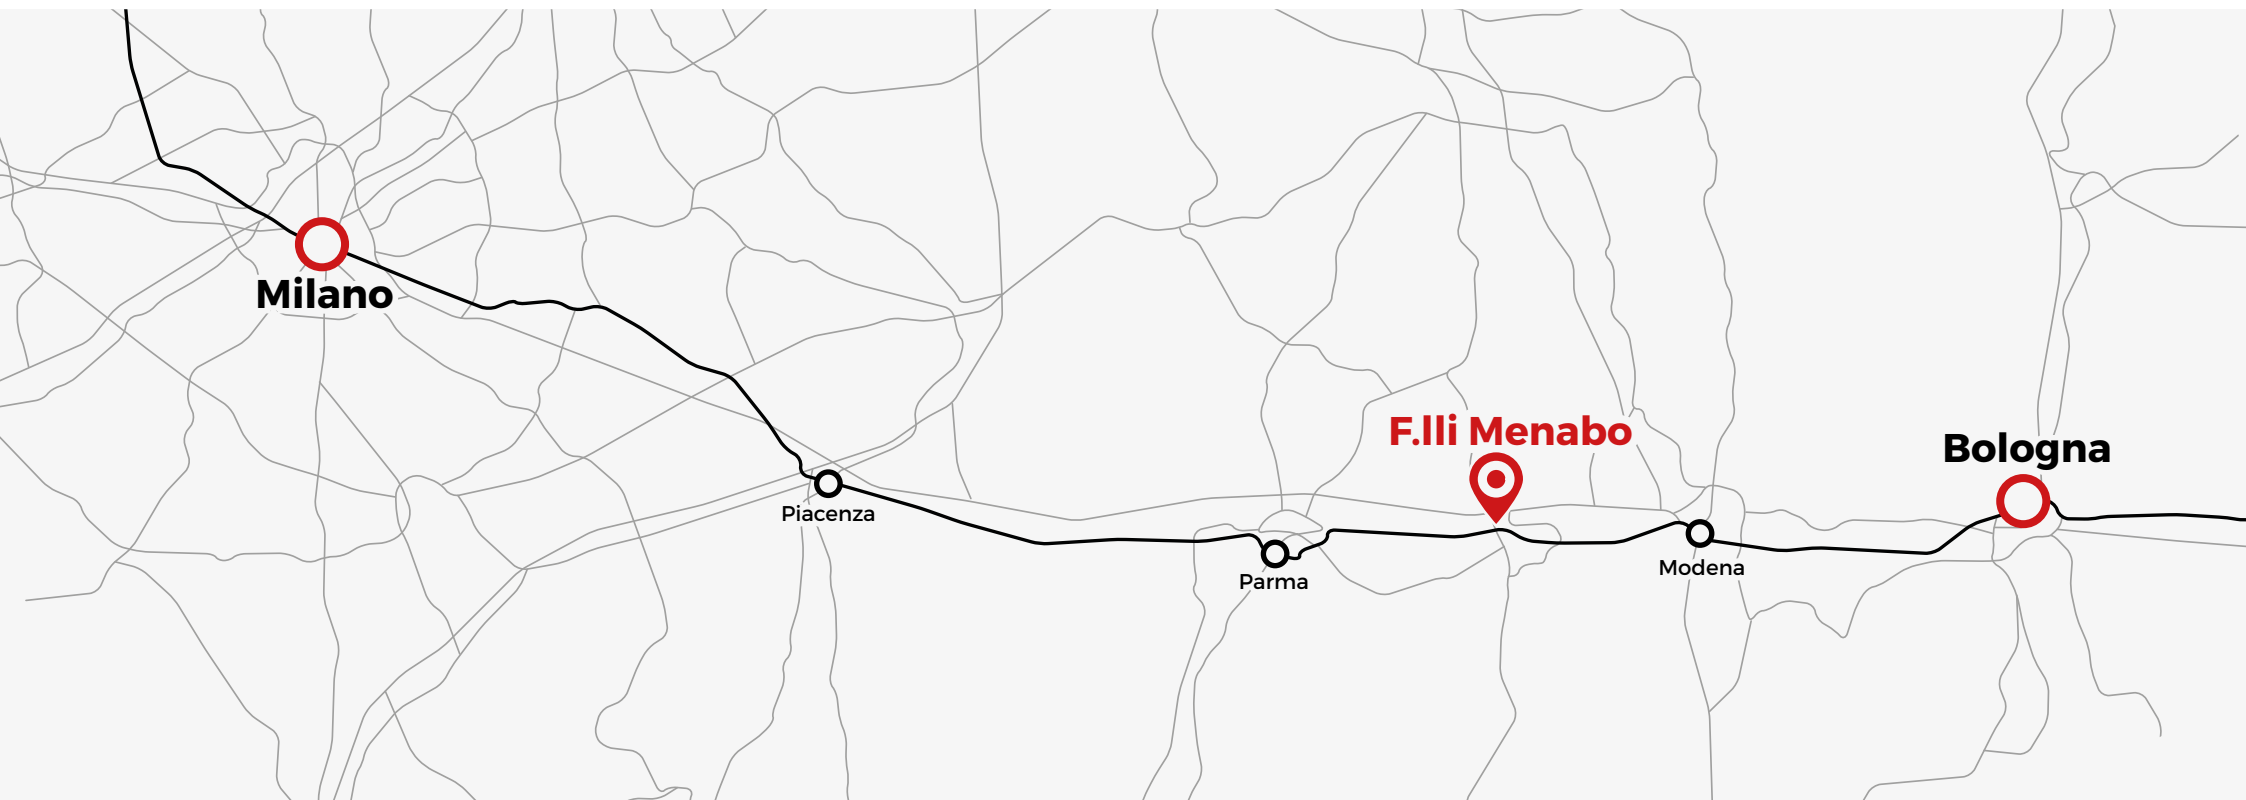 Milano
F.lli Menabo
Bologna
Piacenza
Parma
Modena